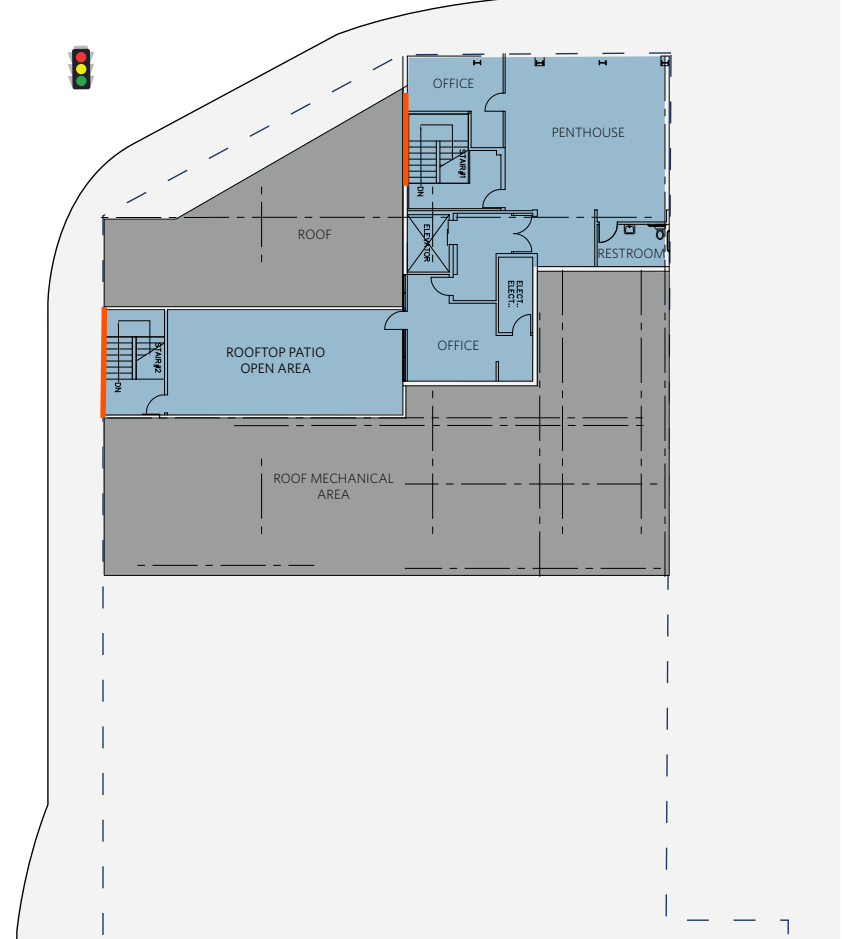 OFFICE
PENTHOUSE
STAIR#1
DN
ROOF
ELEVATOR
RESTROOM
ELECT..
ELECT..
STAIR#2
DN
ROOFTOP PATIO
OPEN AREA
OFFICE
ROOF MECHANICAL
AREA